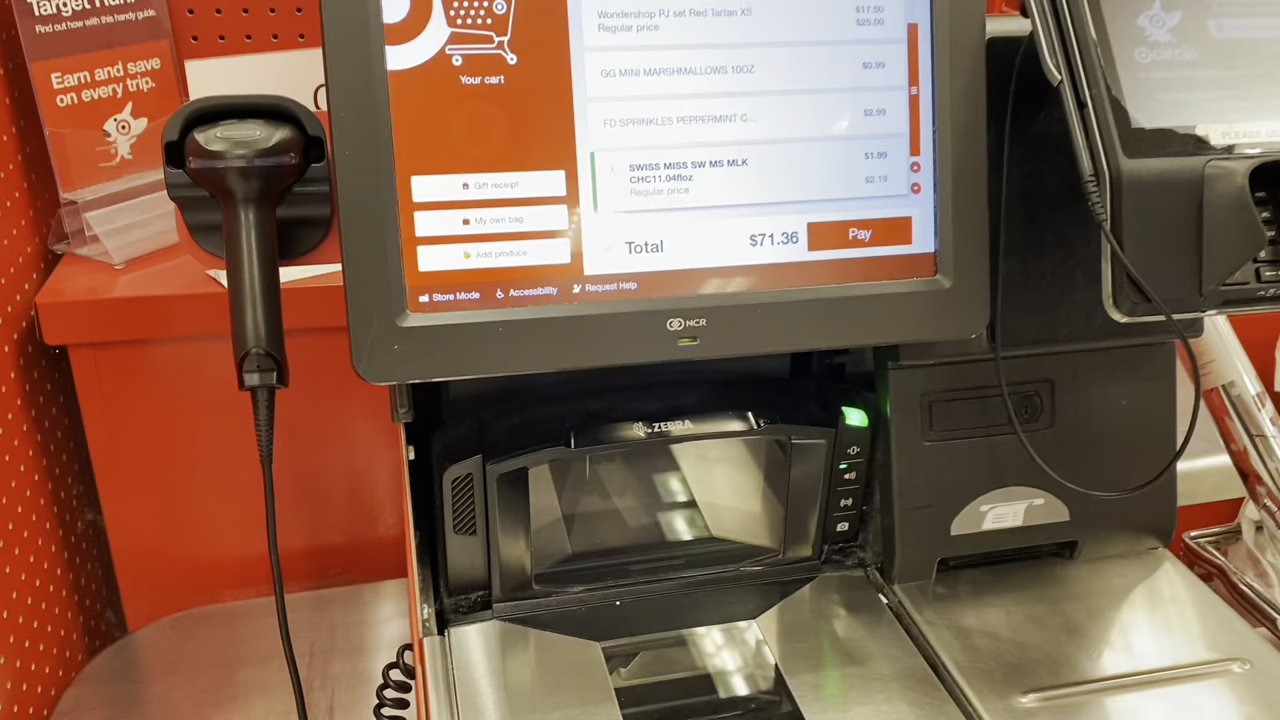 Target Run.
Find out how with this handy guide.
Earn and save
on every trip.
Your cart
Gift receipt
My own bag
Add produce
Store Mode
Accessibility
Request Help
Wondershop PJ set Red Tartan XS $17.50
Regular price $25.00
GG MINI MARSHMALLOWS 10OZ $0.99
FD SPRINKLES PEPPERMINT C... $2.99
1 SWISS MISS SW MS MLK $1.99
CHC11.04floz
Regular price $2.19
Total $71.36 Pay
NCR
ZEBRA
circle